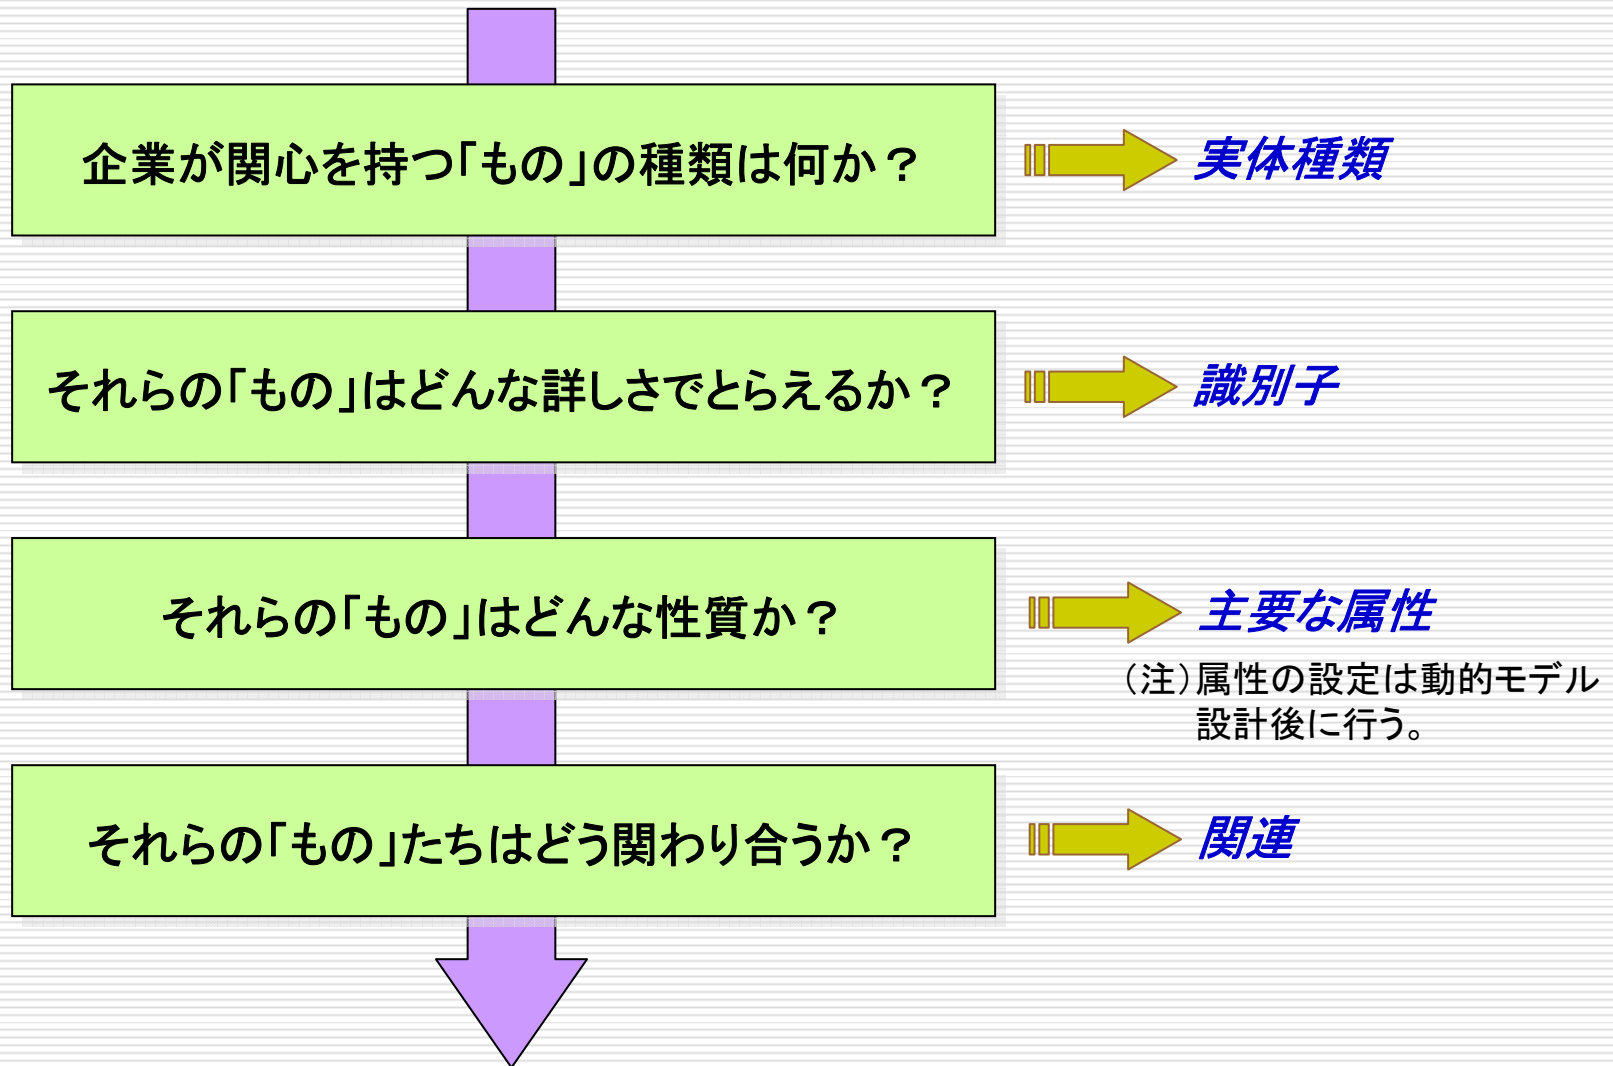 企業が関心を持つ「もの」の種類は何か？
実体種類
それらの「もの」はどんな詳しさでとらえるか？
識別子
それらの「もの」はどんな性質か？
主要な属性
（注）属性の設定は動的モデル
設計後に行う。
それらの「もの」たちはどう関わり合うか？
関連